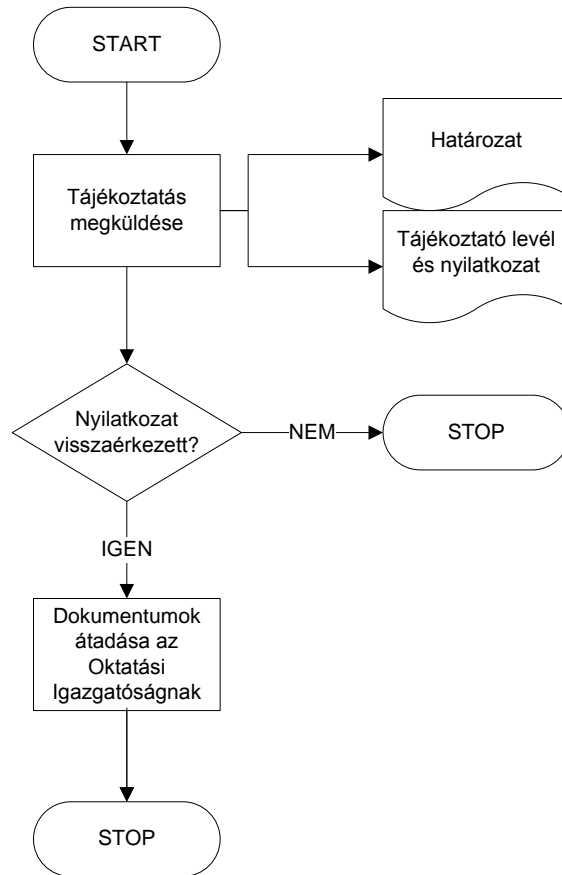 START
Tájékoztatás
megküldése
Határozat
Tájékoztató levél
és nyilatkozat
Nyilatkozat
visszaérkezett?
NEM
STOP
IGEN
Dokumentumok
átadása az
Oktatási
Igazgatóságnak
STOP